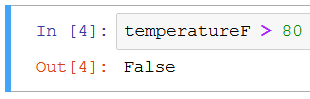 In [4]: temperatureF > 80
Out[4]: False